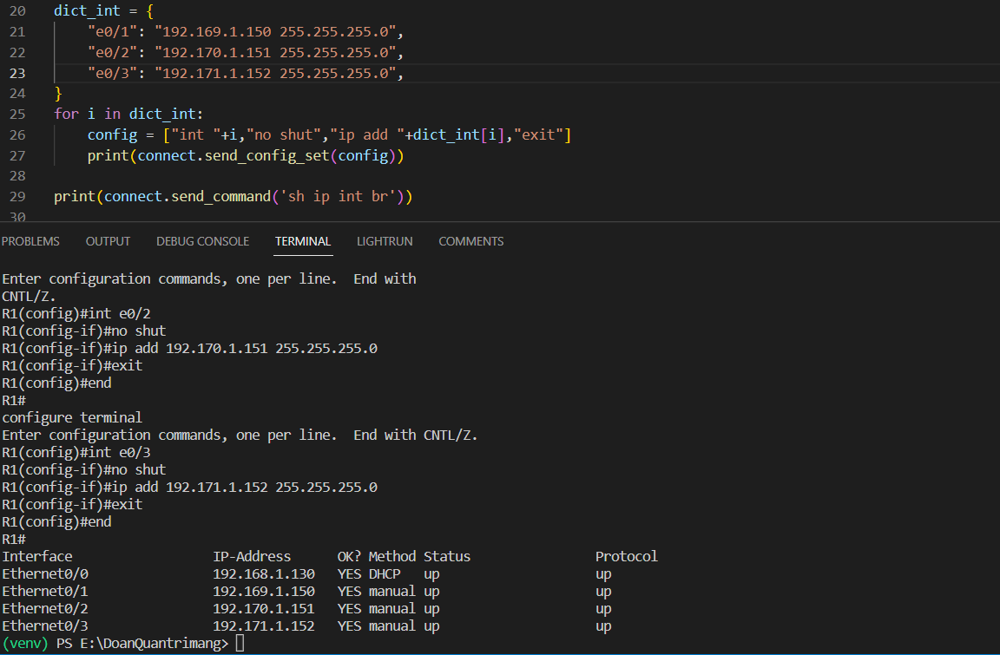 20 dict_int = {
21 "e0/1": "192.169.1.150 255.255.255.0",
22 "e0/2": "192.170.1.151 255.255.255.0",
23 "e0/3": "192.171.1.152 255.255.255.0",
24 }
25 for i in dict_int:
26 config = ["int "+i,"no shut","ip add "+dict_int[i],"exit"]
27 print(connect.send_config_set(config))
28
29 print(connect.send_command('sh ip int br'))
30
PROBLEMS OUTPUT DEBUG CONSOLE TERMINAL LIGHTRUN COMMENTS
Enter configuration commands, one per line.  End with
CNTL/Z.
R1(config)#int e0/2
R1(config-if)#no shut
R1(config-if)#ip add 192.170.1.151 255.255.255.0
R1(config-if)#exit
R1(config)#end
R1#
configure terminal
Enter configuration commands, one per line.  End with CNTL/Z.
R1(config)#int e0/3
R1(config-if)#no shut
R1(config-if)#ip add 192.171.1.152 255.255.255.0
R1(config-if)#exit
R1(config)#end
R1#
Interface IP-Address OK? Method Status Protocol
Ethernet0/0 192.168.1.130 YES DHCP up up
Ethernet0/1 192.169.1.150 YES manual up up
Ethernet0/2 192.170.1.151 YES manual up up
Ethernet0/3 192.171.1.152 YES manual up up
(venv) PS E:\DoanQuantrimang>